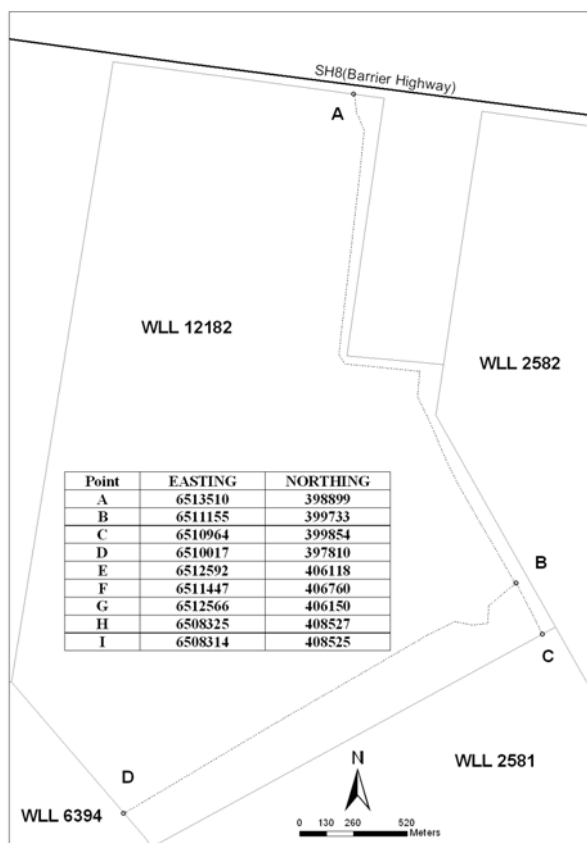 SH8(Barrier Highway)
A
WLL 12182
WLL 2582
Point EASTING NORTHING
A 6513510 398899
B 6511155 399733
C 6510964 399854
D 6510017 397810
E 6512592 406118
F 6511447 406760
G 6512566 406150
H 6508325 408527
I 6508314 408525
B
C
D
N
WLL 2581
WLL 6394
0 130 260 520
Meters